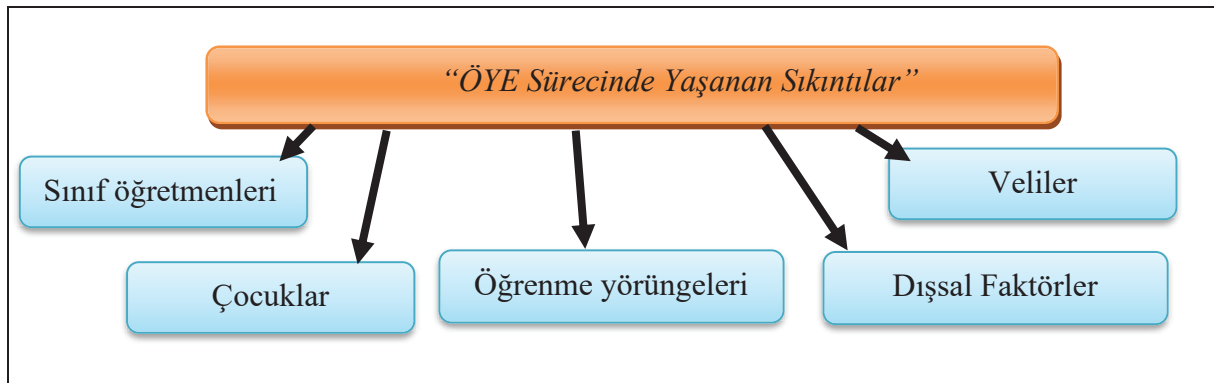 “ÖYE Sürecinde Yaşanan Sıkıntılar”
Sınıf öğretmenleri
Çocuklar
Öğrenme yörüngeleri
Dışsal Faktörler
Veliler